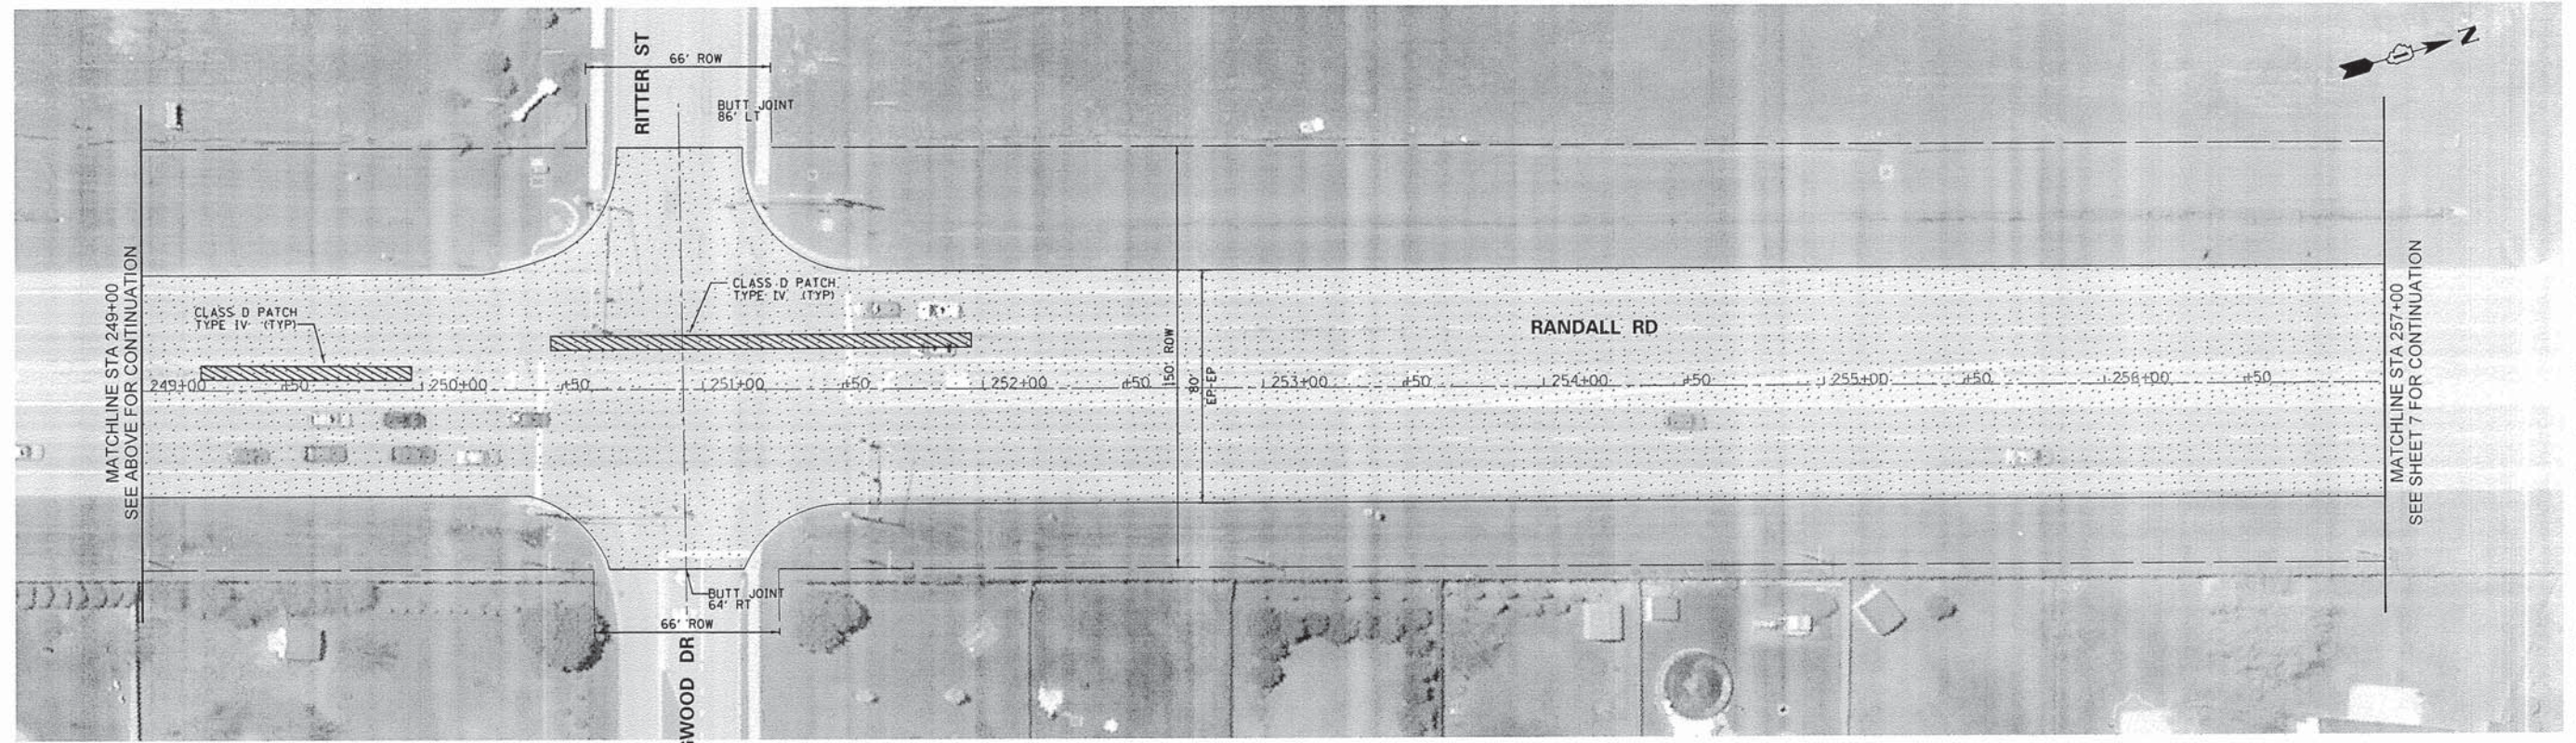 RITTER ST
66' ROW
BUTT JOINT
86' LT
N
MATCHLINE STA 249+00
SEE ABOVE FOR CONTINUATION
CLASS D PATCH
TYPE IV (TYP)
CLASS D PATCH
TYPE IV (TYP)
150' ROW
80'
EP-EP
RANDALL RD
249+00 +50 250+00 +50 251+00 +50 252+00 +50 253+00 +50 254+00 +50 255+00 +50 256+00 +50
MATCHLINE STA 257+00
SEE SHEET 7 FOR CONTINUATION
BUTT JOINT
64' RT
66' ROW
GWOOD DR